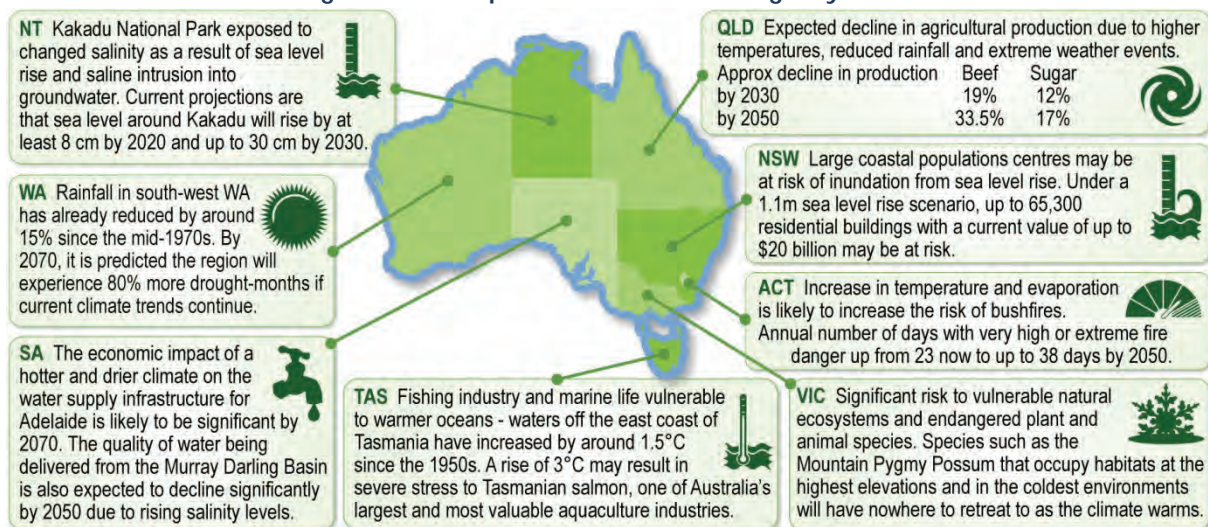 NT Kakadu National Park exposed to
changed salinity as a result of sea level
rise and saline intrusion into
groundwater. Current projections are
that sea level around Kakadu will rise by at
least 8 cm by 2020 and up to 30 cm by 2030.
QLD Expected decline in agricultural production due to higher
temperatures, reduced rainfall and extreme weather events.
Approx decline in production Beef Sugar
by 2030 19% 12%
by 2050 33.5% 17%
WA Rainfall in south-west WA
has already reduced by around
15% since the mid-1970s. By
2070, it is predicted the region will
experience 80% more drought-months if
current climate trends continue.
NSW Large coastal populations centres may be
at risk of inundation from sea level rise. Under a
1.1m sea level rise scenario, up to 65,300
residential buildings with a current value of up to
$20 billion may be at risk.
ACT Increase in temperature and evaporation
is likely to increase the risk of bushfires.
Annual number of days with very high or extreme fire
danger up from 23 now to up to 38 days by 2050.
SA The economic impact of a
hotter and drier climate on the
water supply infrastructure for
Adelaide is likely to be significant by
2070. The quality of water being
delivered from the Murray Darling Basin
is also expected to decline significantly
by 2050 due to rising salinity levels.
TAS Fishing industry and marine life vulnerable
to warmer oceans - waters off the east coast of
Tasmania have increased by around 1.5°C
since the 1950s. A rise of 3°C may result in
severe stress to Tasmanian salmon, one of Australia's
largest and most valuable aquaculture industries.
VIC Significant risk to vulnerable natural
ecosystems and endangered plant and
animal species. Species such as the
Mountain Pygmy Possum that occupy habitats at the
highest elevations and in the coldest environments
will have nowhere to retreat to as the climate warms.